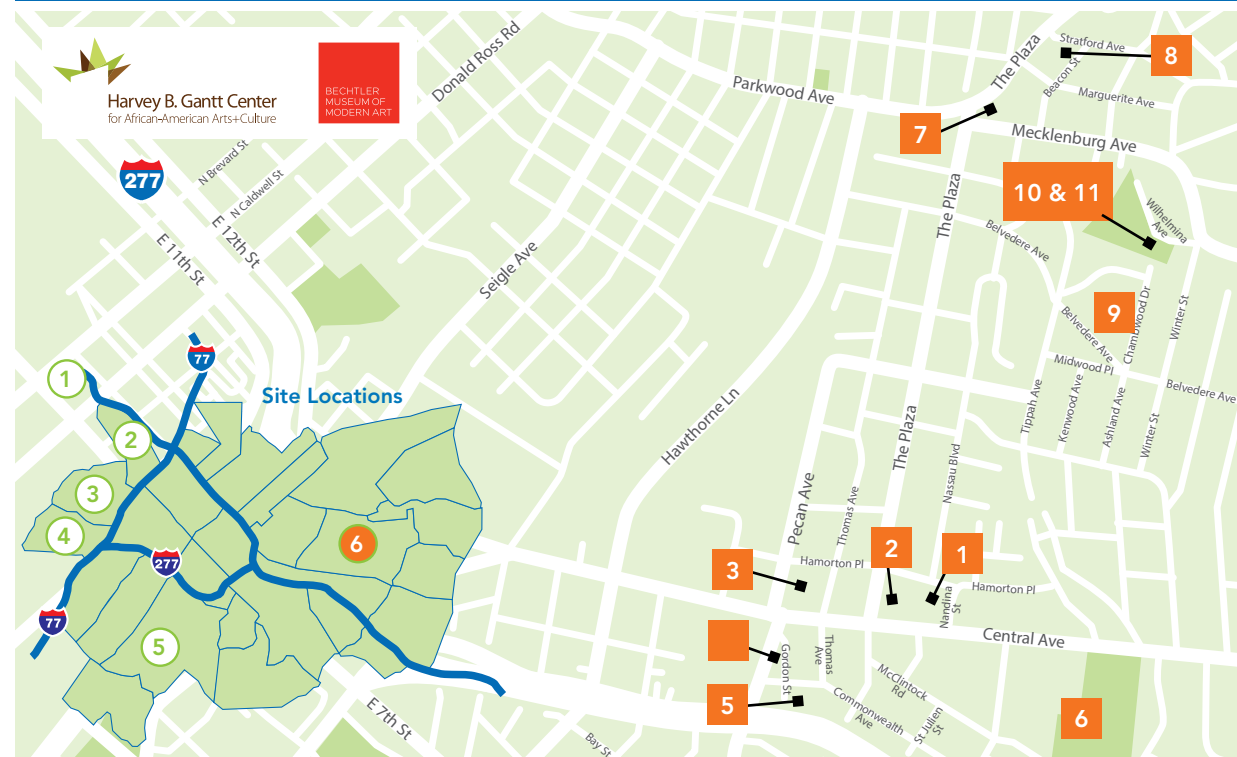 Harvey B. Gantt Center
for African-American Arts+Culture
BECHTLER
MUSEUM OF
MODERN ART
Donald Ross Rd
The Plaza
Stratford Ave
8
Beacon St
Parkwood Ave
Marguerite Ave
7
Mecklenburg Ave
N Brevard St
277
N Caldwell St
10 & 11
The Plaza
Wilhelmina
Ave
E 12th St
E 11th St
Belvedere Ave
Seigle Ave
9
Chambwood Dr
Winter St
Belvedere Ave
77
Midwood Pl
1
Site Locations
Belvedere Ave
Tippah Ave
Kenwood Ave
Ashland Ave
Winter St
Hawthorne Ln
The Plaza
2
Nassau Blvd
3
Pecan Ave
Thomas Ave
4
6
277
2
1
3
Hamorton Pl
Hamorton Pl
Nandina
St
77
5
Central Ave
Gordon St
Thomas
Ave
McClintock
Rd
5
Commonwealth
Ave
St Julien
St
6
E 7th St
Bay St